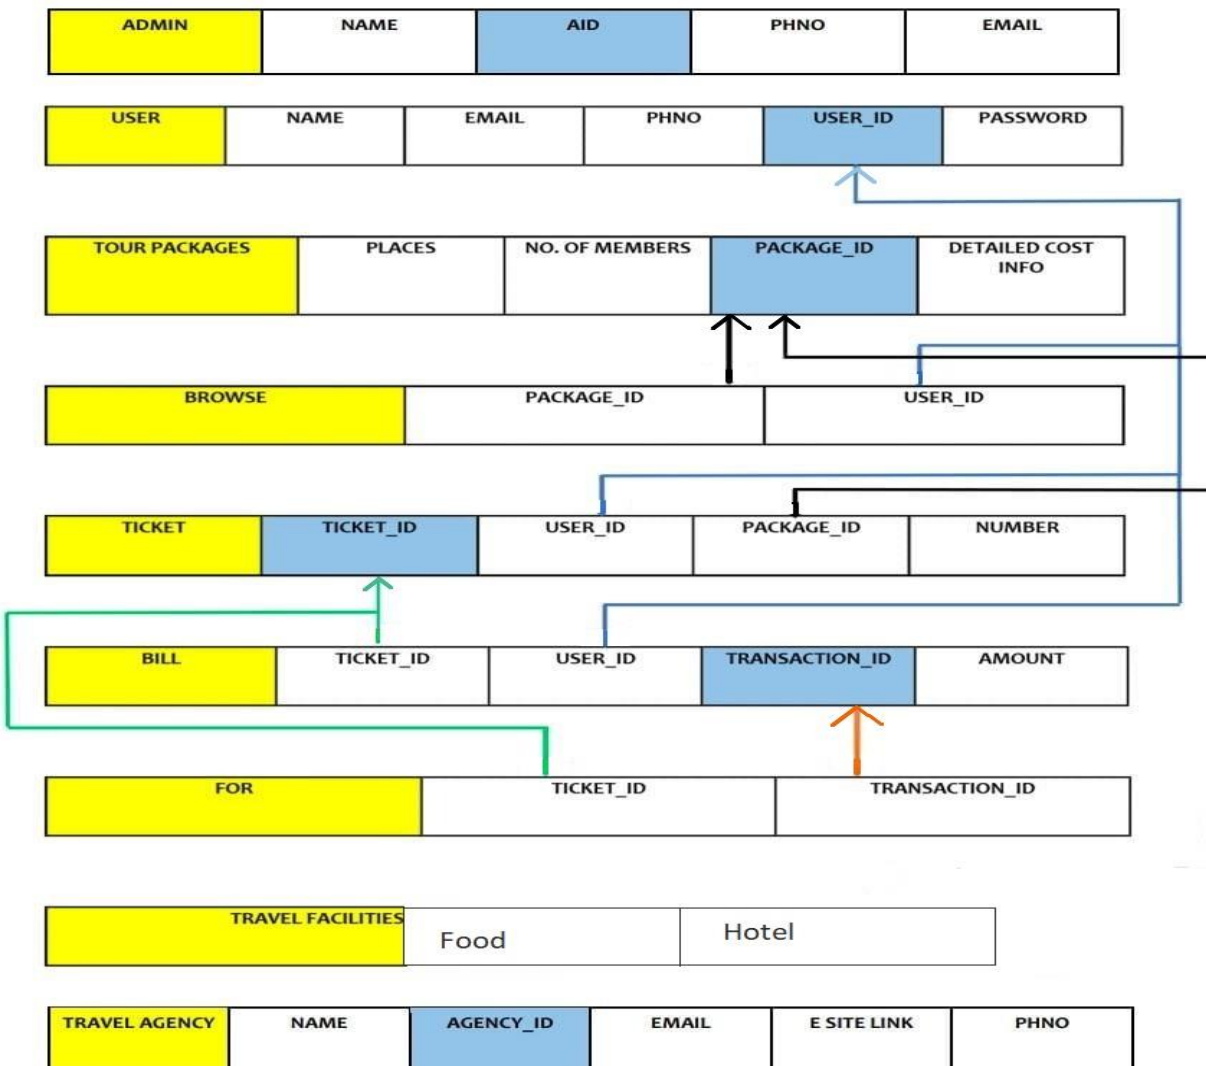 ADMIN NAME AID PHNO EMAIL
USER NAME EMAIL PHNO USER_ID PASSWORD
TOUR PACKAGES PLACES NO. OF MEMBERS PACKAGE_ID DETAILED COST
INFO
BROWSE PACKAGE_ID USER_ID
TICKET TICKET_ID USER_ID PACKAGE_ID NUMBER
BILL TICKET_ID USER_ID TRANSACTION_ID AMOUNT
FOR TICKET_ID TRANSACTION_ID
TRAVEL FACILITIES Food Hotel
TRAVEL AGENCY NAME AGENCY_ID EMAIL E SITE LINK PHNO